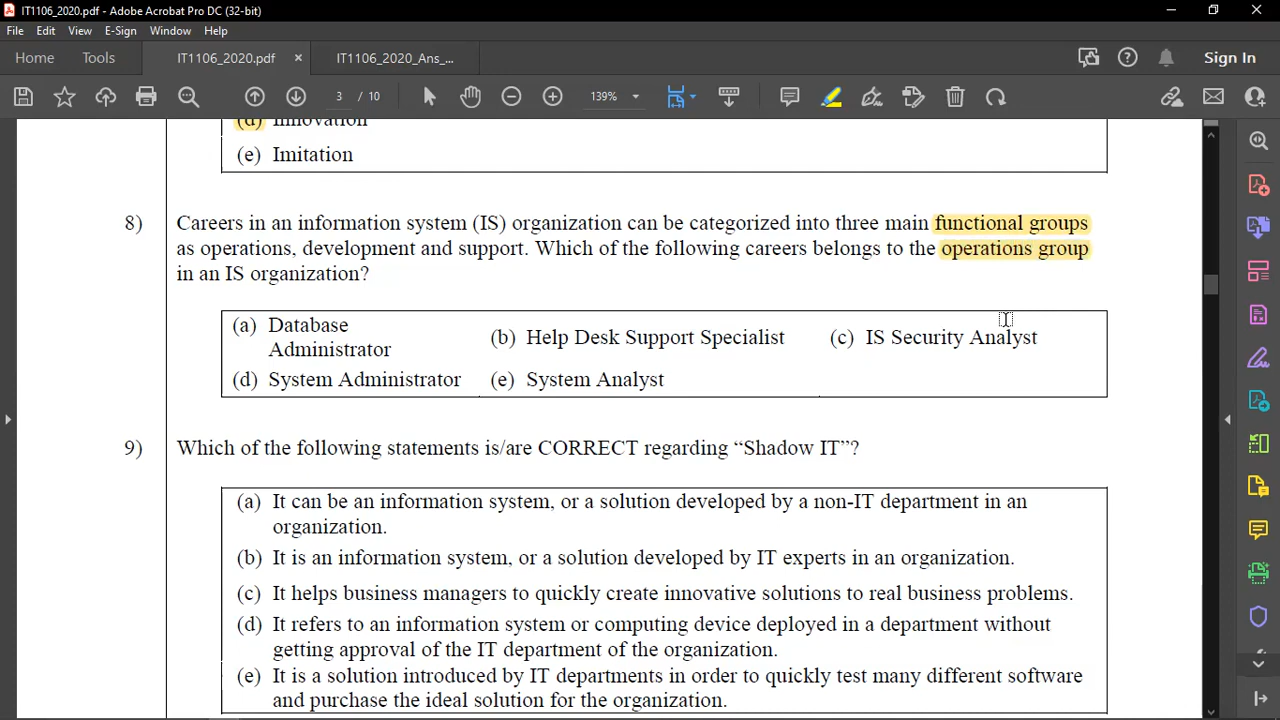 IT1106_2020.pdf - Adobe Acrobat Pro DC (32-bit)
File Edit View E-Sign Window Help
Home Tools IT1106_2020.pdf × IT1106_2020_Ans_... Sign In
3 / 10 139%
(d) Innovation
(e) Imitation
8) Careers in an information system (IS) organization can be categorized into three main functional groups
as operations, development and support. Which of the following careers belongs to the operations group
in an IS organization?
(a) Database
Administrator
(b) Help Desk Support Specialist
(c) IS Security Analyst
(d) System Administrator
(e) System Analyst
9) Which of the following statements is/are CORRECT regarding “Shadow IT”?
(a) It can be an information system, or a solution developed by a non-IT department in an
organization.
(b) It is an information system, or a solution developed by IT experts in an organization.
(c) It helps business managers to quickly create innovative solutions to real business problems.
(d) It refers to an information system or computing device deployed in a department without
getting approval of the IT department of the organization.
(e) It is a solution introduced by IT departments in order to quickly test many different software
and purchase the ideal solution for the organization.